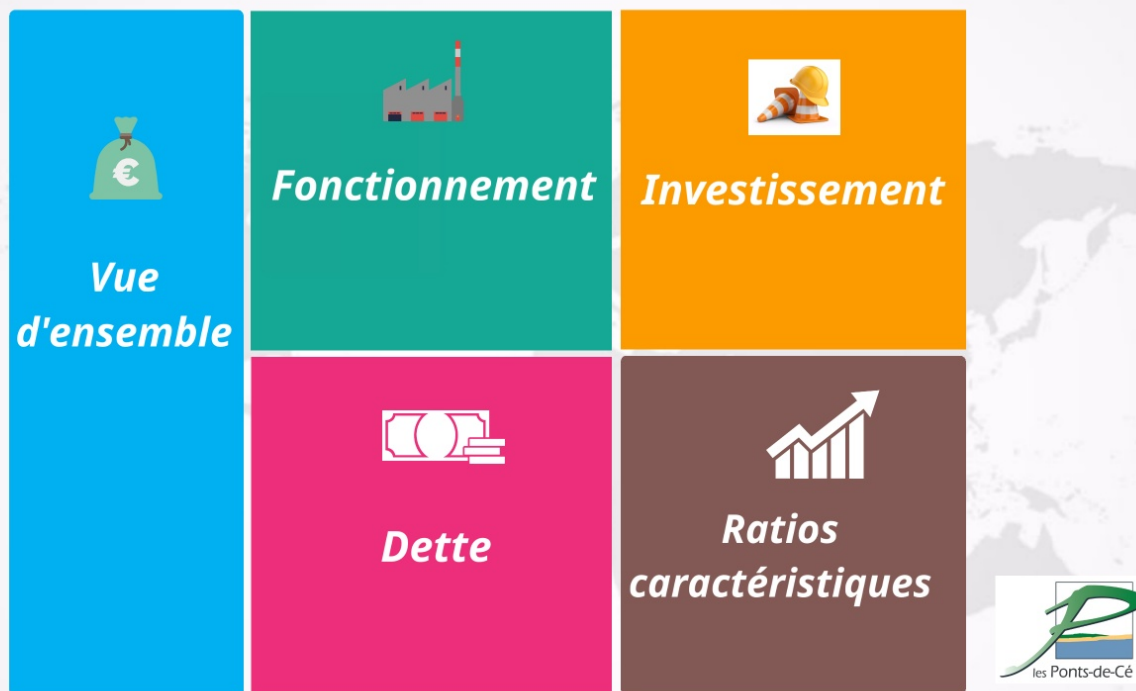 €
Vue
d'ensemble
Fonctionnement
Investissement
Dette
Ratios
caractéristiques
les Ponts-de-Cé